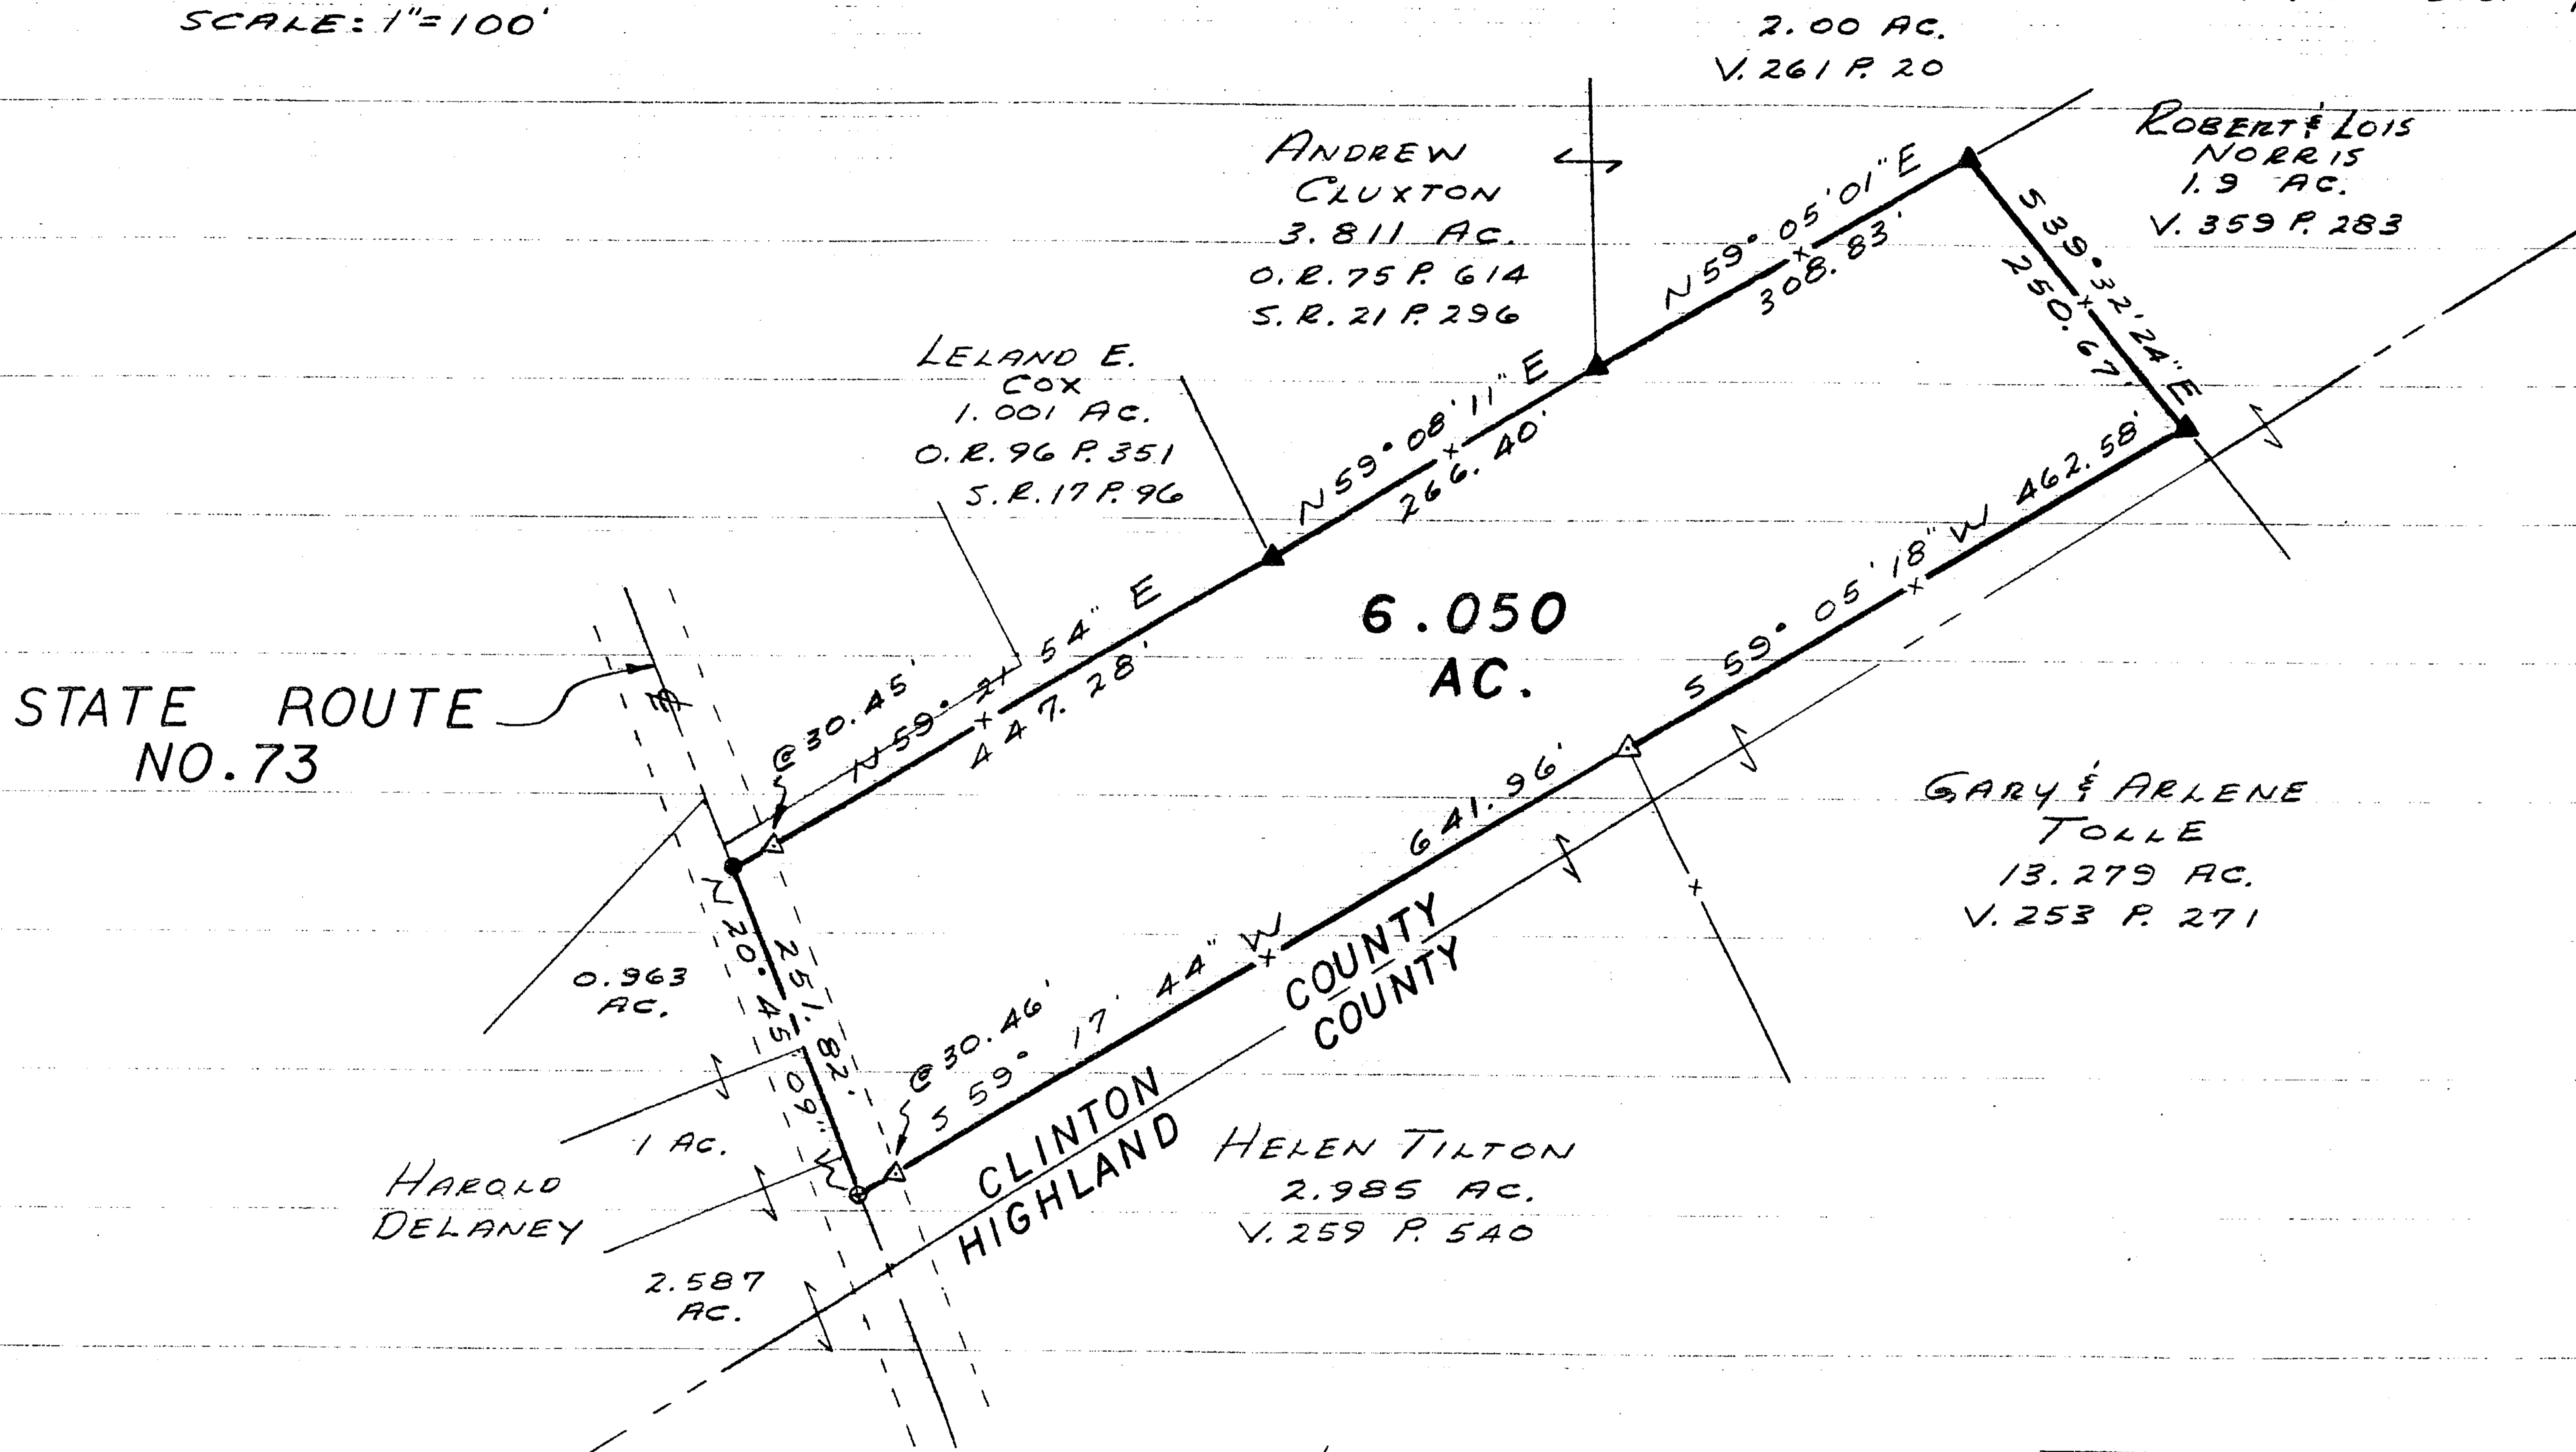 SCALE: 1"=100'
2.00 AC.
V. 261 P. 20
ROBERT & LOIS
NORRIS
1.9 AC.
V. 359 P. 283
ANDREW
CLUXTON
3.811 AC.
O.R. 75 P. 614
S.R. 21 P. 296
N 59° 05' 01" E
308.83'
S 39° 32' 24" E
250.67'
LELAND E.
COX
1.001 AC.
O.R. 96 P. 351
S.R. 17 P. 96
N 59° 08' 11" E
266.40'
S 59° 05' 18" W 462.58'
6.050
AC.
N 59° 21' 54" E
447.28'
@ 30.45'
STATE ROUTE
NO. 73
641.96'
S 59° 17' 44" W
@ 30.46'
GARY & ARLENE
TOLLE
13.279 AC.
V. 253 P. 271
N 20° 45' 09" W
251.82'
0.963
AC.
CLINTON COUNTY
HIGHLAND COUNTY
1 AC.
HAROLD
DELANEY
HELEN TILTON
2.985 AC.
V. 259 P. 540
2.587
AC.